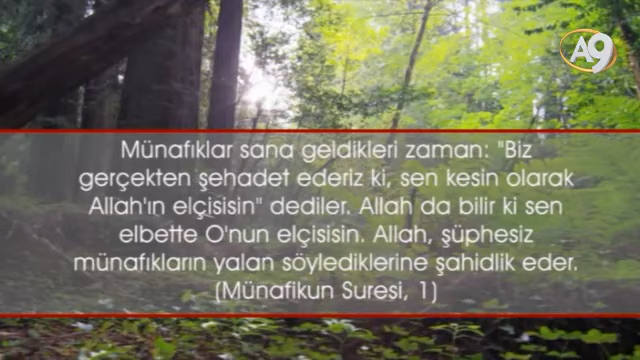 A9
Münafıklar sana geldikleri zaman: "Biz
gerçekten şehadet ederiz ki, sen kesin olarak
Allah'ın elçisisin" dediler. Allah da bilir ki sen
elbette O'nun elçisisin. Allah, şüphesiz
münafıkların yalan söylediklerine şahidlik eder.
(Münafikun Suresi, 1)